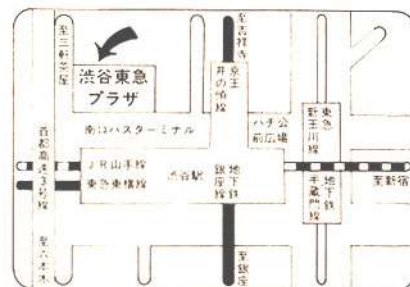 至三軒茶屋
至吉祥寺
渋谷東急
プラザ
京王
井の頭線
南口バスターミナル
ハチ公
前広場
東急
新玉川線
首都高速3号線
JR山手線
東急東横線
渋谷駅
地下鉄
銀座線
地下鉄
半蔵門線
至新宿
至六本木
至銀座